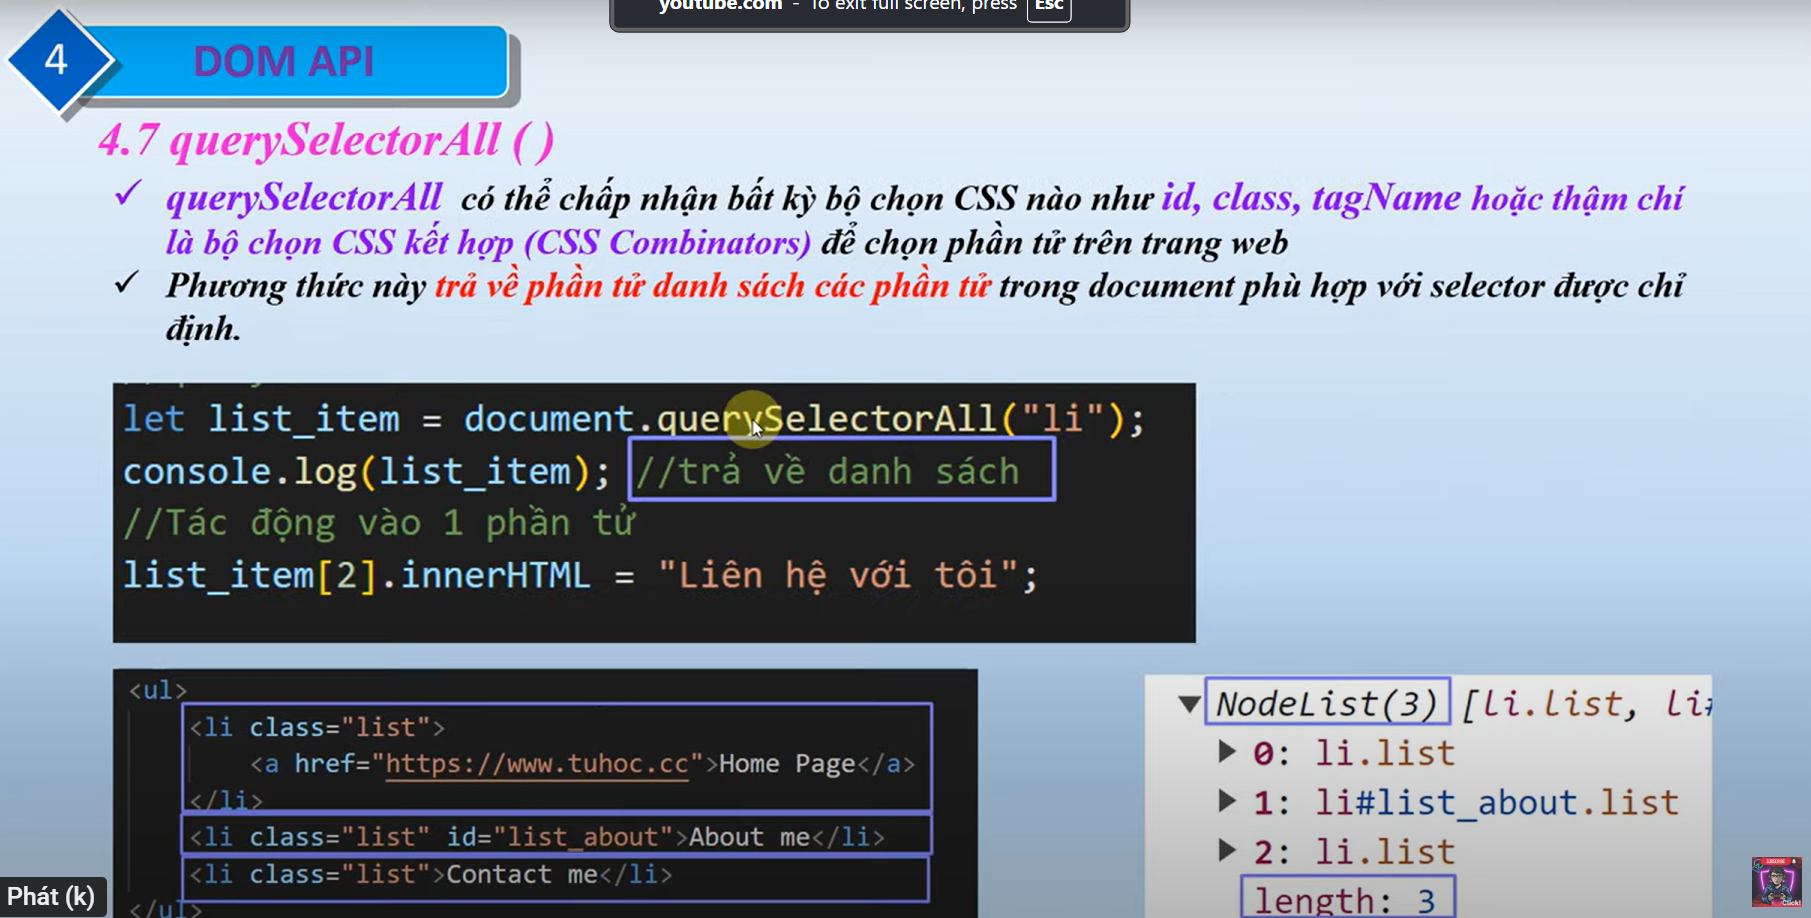 youtube.com - To exit full screen, press Esc
4 DOM API
4.7 querySelectorAll ( )
✓ querySelectorAll có thể chấp nhận bất kỳ bộ chọn CSS nào như id, class, tagName hoặc thậm chí
là bộ chọn CSS kết hợp (CSS Combinators) để chọn phần tử trên trang web
✓ Phương thức này trả về phần tử danh sách các phần tử trong document phù hợp với selector được chỉ
định.
let list_item = document.querySelectorAll("li");
console.log(list_item); //trả về danh sách
//Tác động vào 1 phần tử
list_item[2].innerHTML = "Liên hệ với tôi";
<ul>
<li class="list">
<a href="https://www.tuhoc.cc">Home Page</a>
</li>
<li class="list" id="list_about">About me</li>
<li class="list">Contact me</li>
</ul>
▼ NodeList(3) [li.list, li#
▶ 0: li.list
▶ 1: li#list_about.list
▶ 2: li.list
length: 3
Phát (k)
SUBSCRIBE
Click!